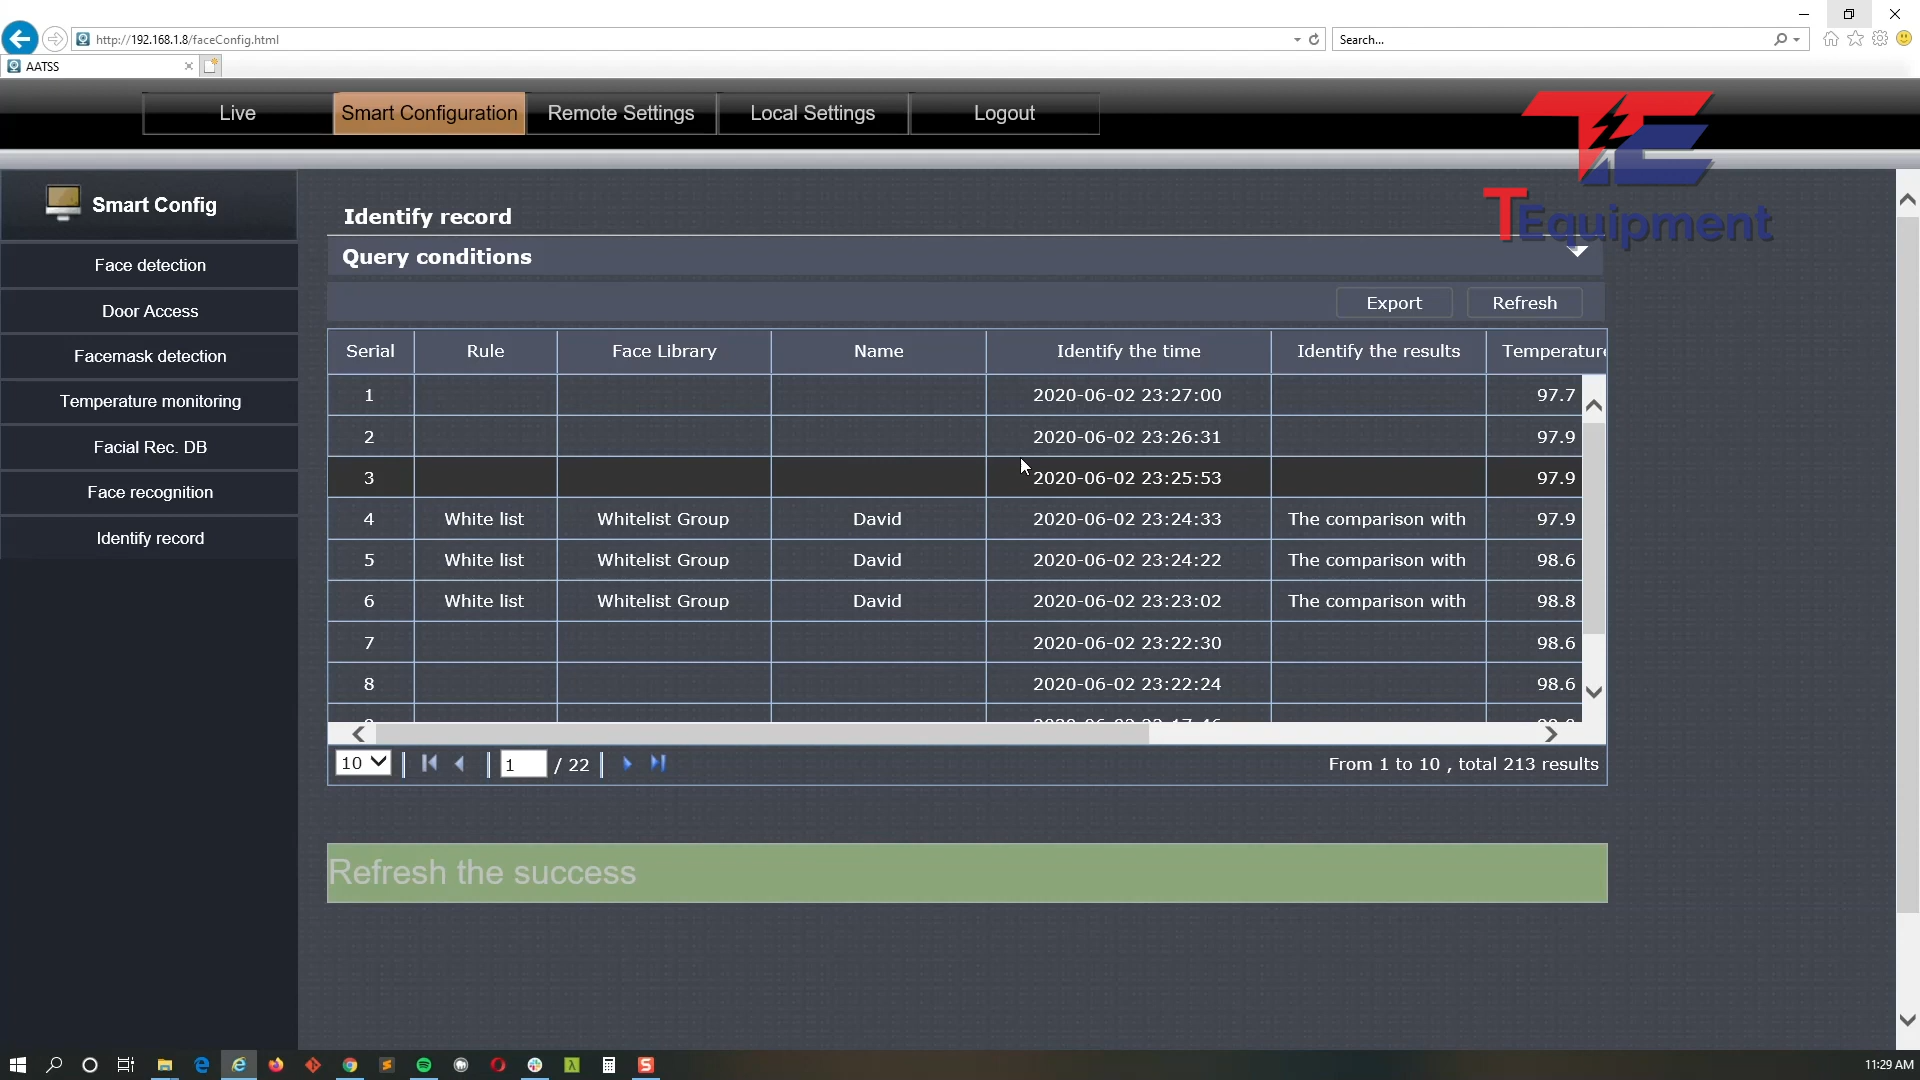 http://192.168.1.8/faceConfig.html
Search...
AATSS
Live
Smart Configuration
Remote Settings
Local Settings
Logout
TEquipment
Smart Config
Face detection
Door Access
Facemask detection
Temperature monitoring
Facial Rec. DB
Face recognition
Identify record
Identify record
Query conditions
Export
Refresh
Serial Rule Face Library Name Identify the time Identify the results Temperature
1 2020-06-02 23:27:00 97.7
2 2020-06-02 23:26:31 97.9
3 2020-06-02 23:25:53 97.9
4 White list Whitelist Group David 2020-06-02 23:24:33 The comparison with 97.9
5 White list Whitelist Group David 2020-06-02 23:24:22 The comparison with 98.6
6 White list Whitelist Group David 2020-06-02 23:23:02 The comparison with 98.8
7 2020-06-02 23:22:30 98.6
8 2020-06-02 23:22:24 98.6
10 1 / 22 From 1 to 10 , total 213 results
Refresh the success
11:29 AM